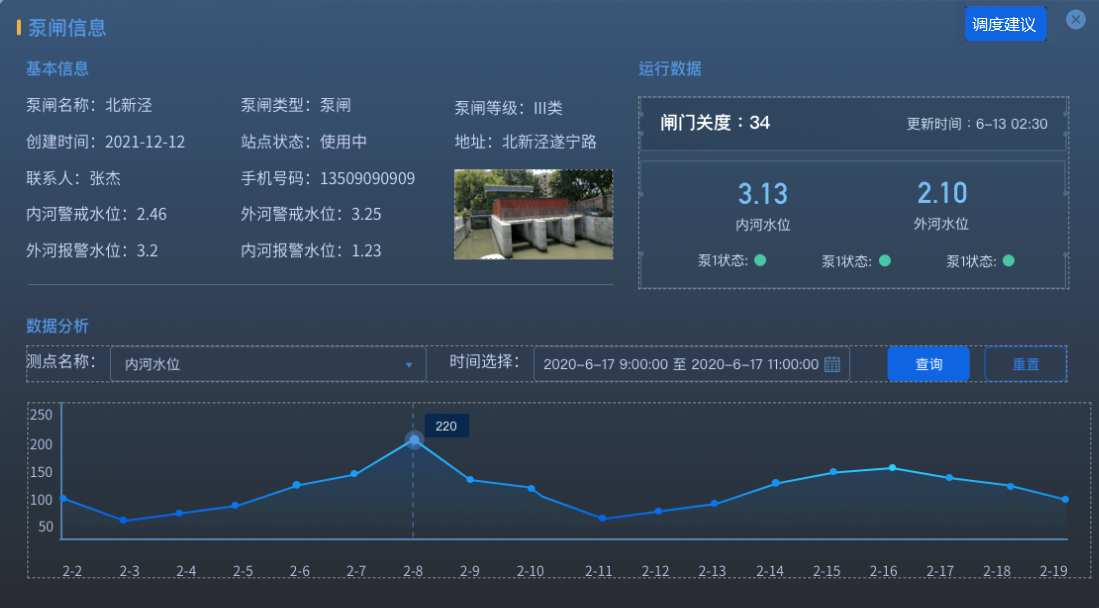 泵闸信息
调度建议
基本信息
泵闸名称：北新泾
泵闸类型：泵闸
泵闸等级：III类
创建时间：2021-12-12
站点状态：使用中
地址：北新泾遂宁路
联系人：张杰
手机号码：13509090909
内河警戒水位：2.46
外河警戒水位：3.25
外河报警水位：3.2
内河报警水位：1.23
运行数据
闸门关度：34
更新时间：6-13 02:30
3.13
内河水位
2.10
外河水位
泵1状态:
泵1状态:
泵1状态:
数据分析
测点名称：
内河水位
时间选择：
2020-6-17 9:00:00 至 2020-6-17 11:00:00
查询
重置
250
200
150
100
50
220
2-2
2-3
2-4
2-5
2-6
2-7
2-8
2-9
2-10
2-11
2-12
2-13
2-14
2-15
2-16
2-17
2-18
2-19